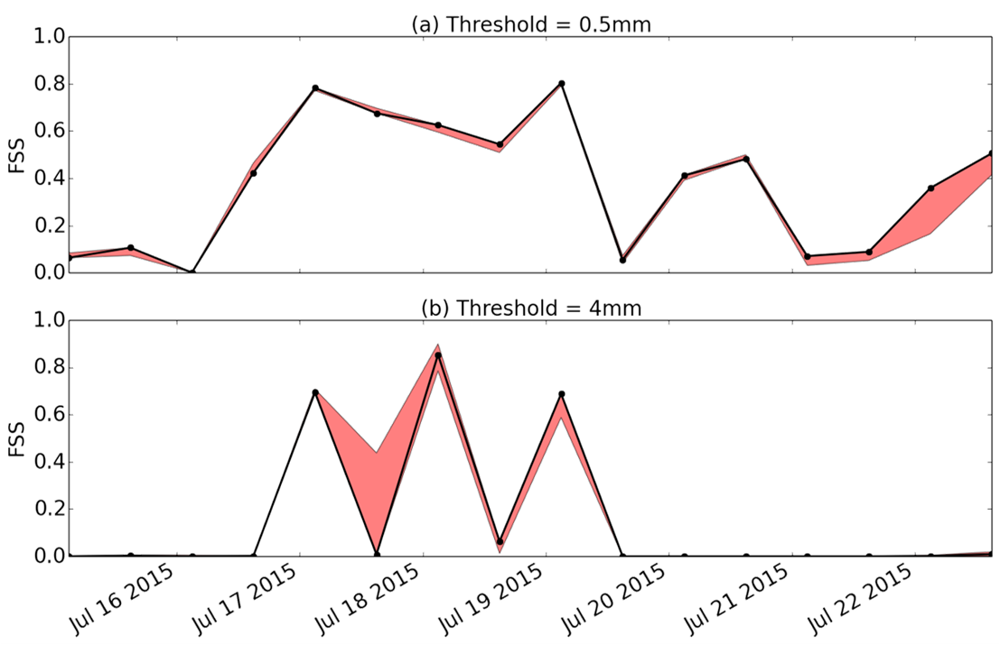 (a) Threshold = 0.5mm
1.0
0.8
0.6
0.4
0.2
0.0
FSS
(b) Threshold = 4mm
1.0
0.8
0.6
0.4
0.2
0.0
FSS
Jul 16 2015
Jul 17 2015
Jul 18 2015
Jul 19 2015
Jul 20 2015
Jul 21 2015
Jul 22 2015